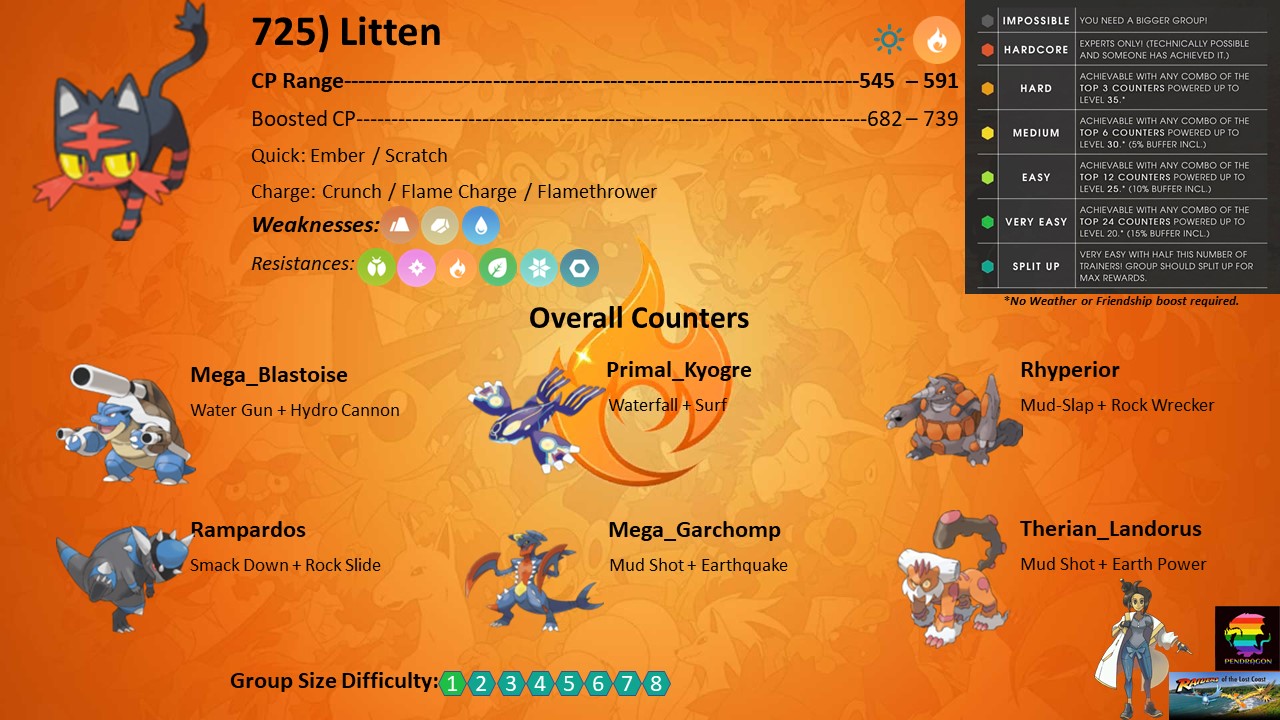 725) Litten
CP Range--------------------------------------------------------------------------545 – 591
Boosted CP-------------------------------------------------------------------------682 – 739
Quick: Ember / Scratch
Charge: Crunch / Flame Charge / Flamethrower
Weaknesses:
Resistances:
IMPOSSIBLE YOU NEED A BIGGER GROUP!
HARDCORE EXPERTS ONLY! (TECHNICALLY POSSIBLE
AND SOMEONE HAS ACHIEVED IT.)
HARD ACHIEVABLE WITH ANY COMBO OF THE
TOP 3 COUNTERS POWERED UP TO
LEVEL 35.*
MEDIUM ACHIEVABLE WITH ANY COMBO OF THE
TOP 6 COUNTERS POWERED UP TO
LEVEL 30.* (5% BUFFER INCL.)
EASY ACHIEVABLE WITH ANY COMBO OF THE
TOP 12 COUNTERS POWERED UP TO
LEVEL 25.* (10% BUFFER INCL.)
VERY EASY ACHIEVABLE WITH ANY COMBO OF THE
TOP 24 COUNTERS POWERED UP TO
LEVEL 20.* (15% BUFFER INCL.)
SPLIT UP VERY EASY WITH HALF THIS NUMBER OF
TRAINERS! GROUP SHOULD SPLIT UP FOR
MAX REWARDS.
*No Weather or Friendship boost required.
Overall Counters
Mega_Blastoise
Water Gun + Hydro Cannon
Primal_Kyogre
Waterfall + Surf
Rhyperior
Mud-Slap + Rock Wrecker
Rampardos
Smack Down + Rock Slide
Mega_Garchomp
Mud Shot + Earthquake
Therian_Landorus
Mud Shot + Earth Power
Group Size Difficulty: 1 2 3 4 5 6 7 8
PENDRAGON
RAIDERS of the Lost Coast